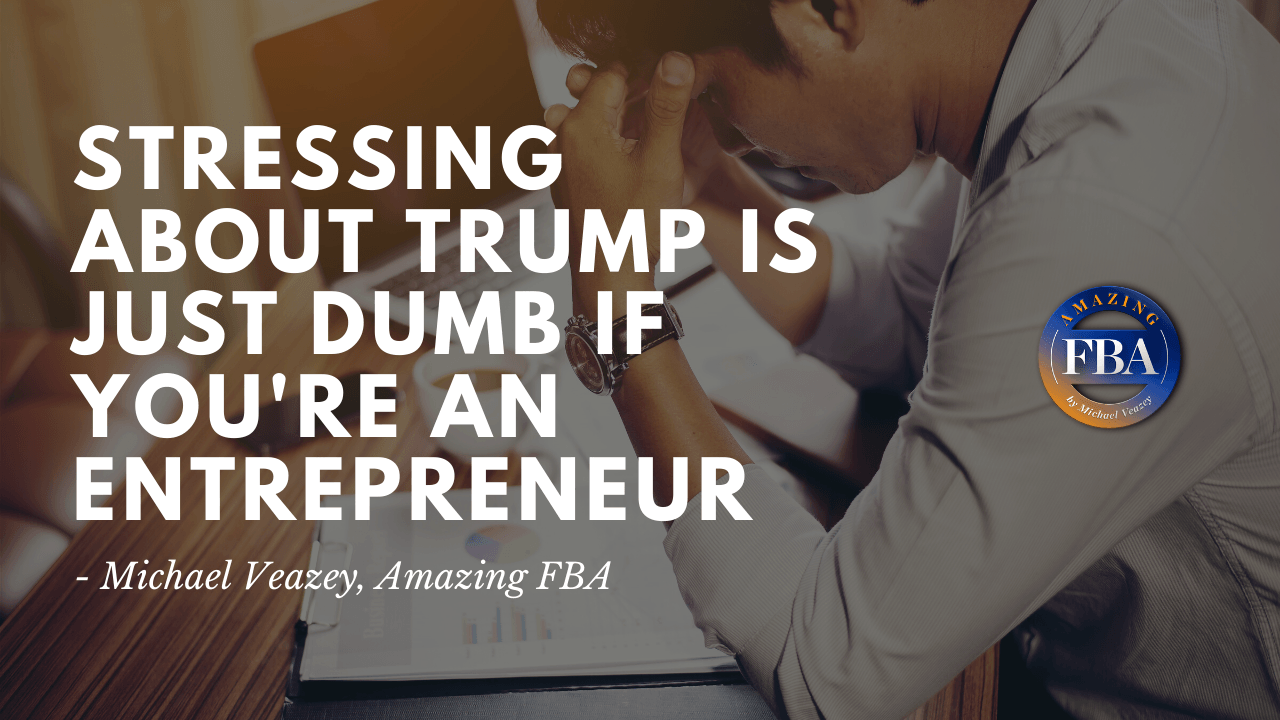 STRESSING
ABOUT TRUMP IS
JUST DUMB IF
YOU'RE AN
ENTREPRENEUR
- Michael Veazey, Amazing FBA
AMAZING
FBA
by Michael Veazey